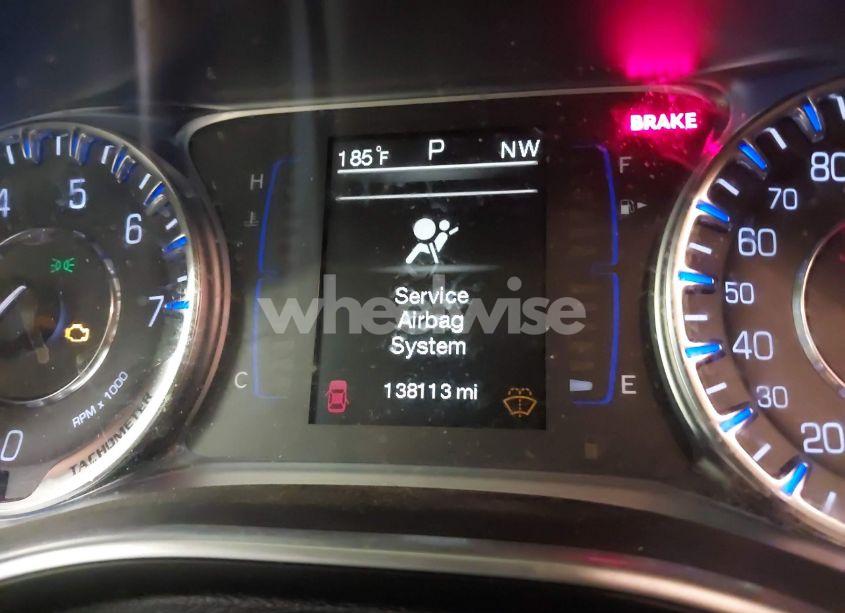 BRAKE
185°F P NW
H
F
4 5 6 7
0
RPM x 1000
TACHOMETER
Service
Airbag
System
138113 mi
C
E
80
70
60
50
40
30
20
wheelwise